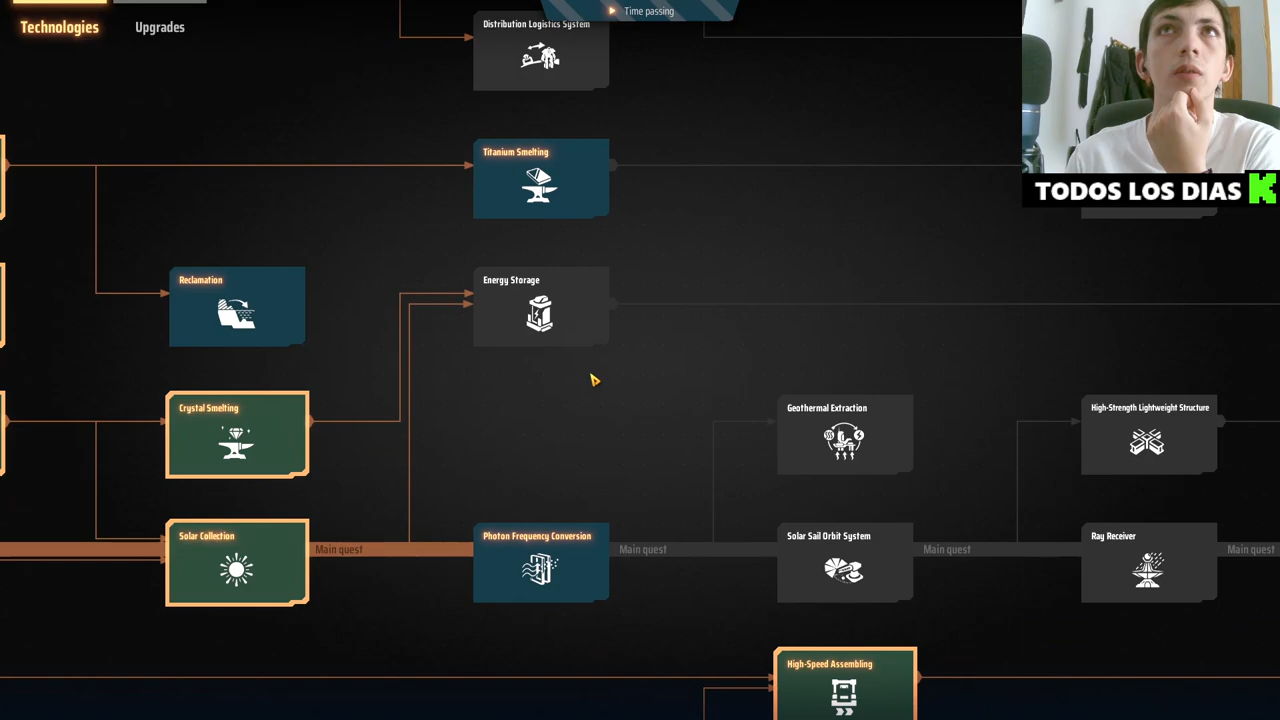 Time passing
Technologies
Upgrades
Distribution Logistics System
Titanium Smelting
TODOS LOS DIAS K
Reclamation
Energy Storage
Crystal Smelting
Geothermal Extraction
High-Strength Lightweight Structure
Solar Collection
Main quest
Photon Frequency Conversion
Main quest
Solar Sail Orbit System
Main quest
Ray Receiver
Main quest
High-Speed Assembling